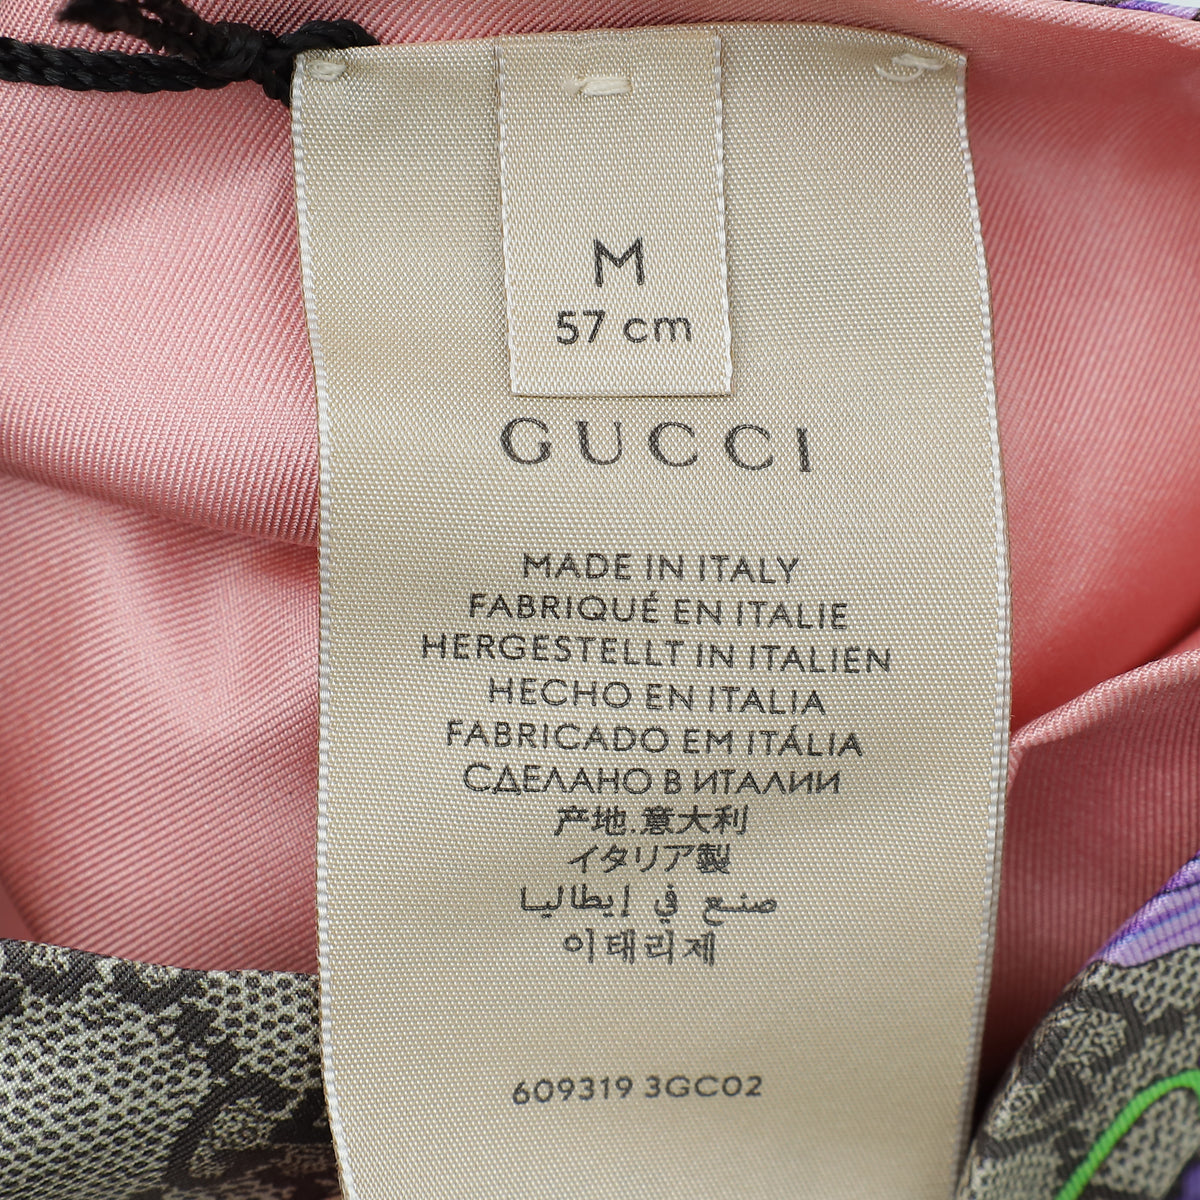 M
57 cm
GUCCI
MADE IN ITALY
FABRIQUÉ EN ITALIE
HERGESTELLT IN ITALIEN
HECHO EN ITALIA
FABRICADO EM ITÁLIA
СДЕЛАНО В ИТАЛИИ
产地.意大利
イタリア製
صنع في إيطاليا
이태리제
609319 3GC02